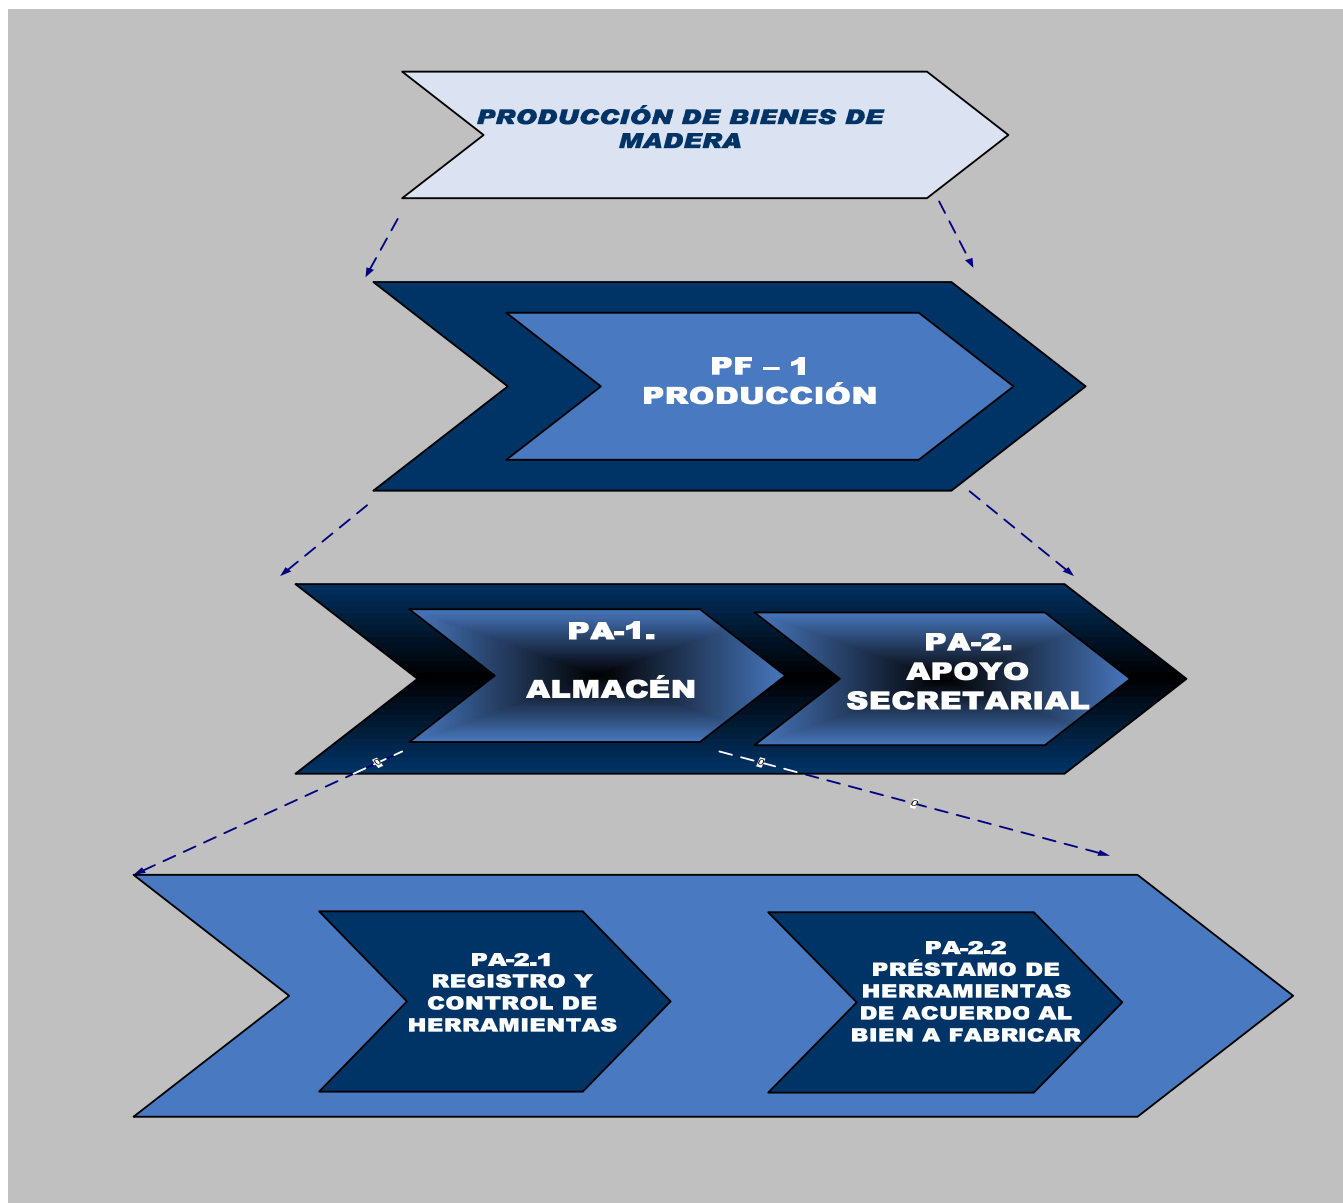 PRODUCCIÓN DE BIENES DE
MADERA
PF – 1
PRODUCCIÓN
PA-1.
ALMACÉN
PA-2.
APOYO
SECRETARIAL
PA-2.1
REGISTRO Y
CONTROL DE
HERRAMIENTAS
PA-2.2
PRÉSTAMO DE
HERRAMIENTAS
DE ACUERDO AL
BIEN A FABRICAR